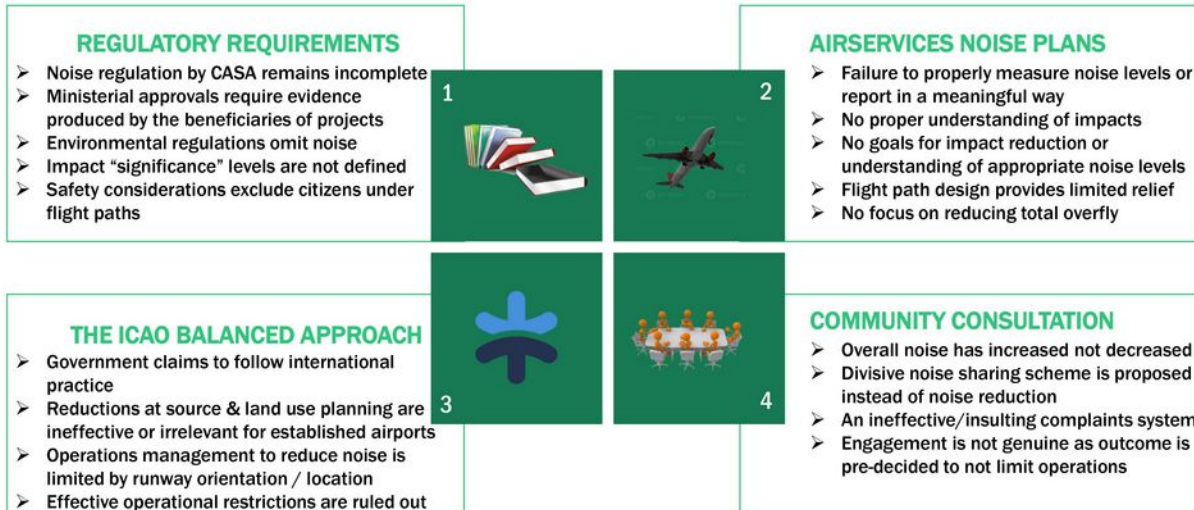 REGULATORY REQUIREMENTS
➢ Noise regulation by CASA remains incomplete
➢ Ministerial approvals require evidence
produced by the beneficiaries of projects
➢ Environmental regulations omit noise
➢ Impact “significance” levels are not defined
➢ Safety considerations exclude citizens under
flight paths
1
2
AIRSERVICES NOISE PLANS
➢ Failure to properly measure noise levels or
report in a meaningful way
➢ No proper understanding of impacts
➢ No goals for impact reduction or
understanding of appropriate noise levels
➢ Flight path design provides limited relief
➢ No focus on reducing total overfly
THE ICAO BALANCED APPROACH
➢ Government claims to follow international
practice
➢ Reductions at source & land use planning are
ineffective or irrelevant for established airports
➢ Operations management to reduce noise is
limited by runway orientation / location
➢ Effective operational restrictions are ruled out
3
4
COMMUNITY CONSULTATION
➢ Overall noise has increased not decreased
➢ Divisive noise sharing scheme is proposed
instead of noise reduction
➢ An ineffective/insulting complaints system
➢ Engagement is not genuine as outcome is
pre-decided to not limit operations